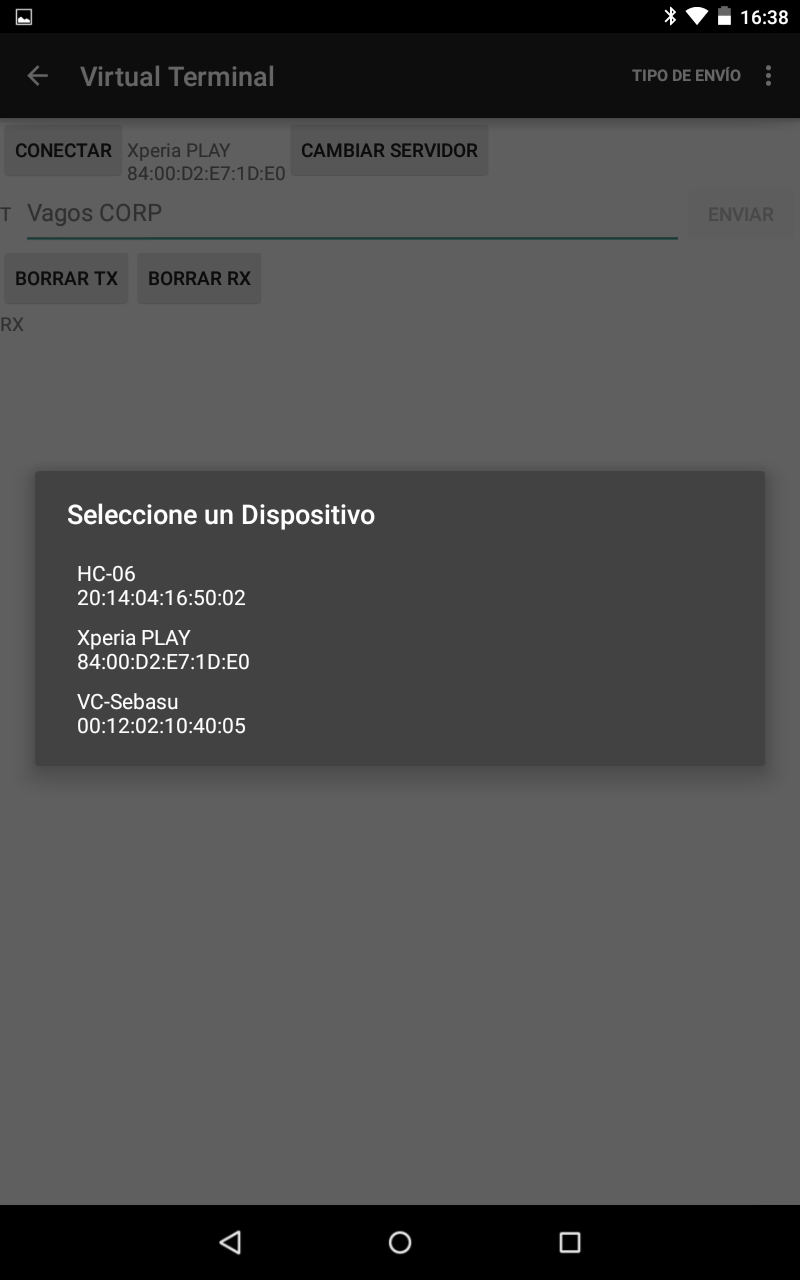 16:38
Virtual Terminal
TIPO DE ENVÍO
CONECTAR
Xperia PLAY
84:00:D2:E7:1D:E0
CAMBIAR SERVIDOR
T
Vagos CORP
ENVIAR
BORRAR TX
BORRAR RX
RX
Seleccione un Dispositivo
HC-06
20:14:04:16:50:02
Xperia PLAY
84:00:D2:E7:1D:E0
VC-Sebasu
00:12:02:10:40:05